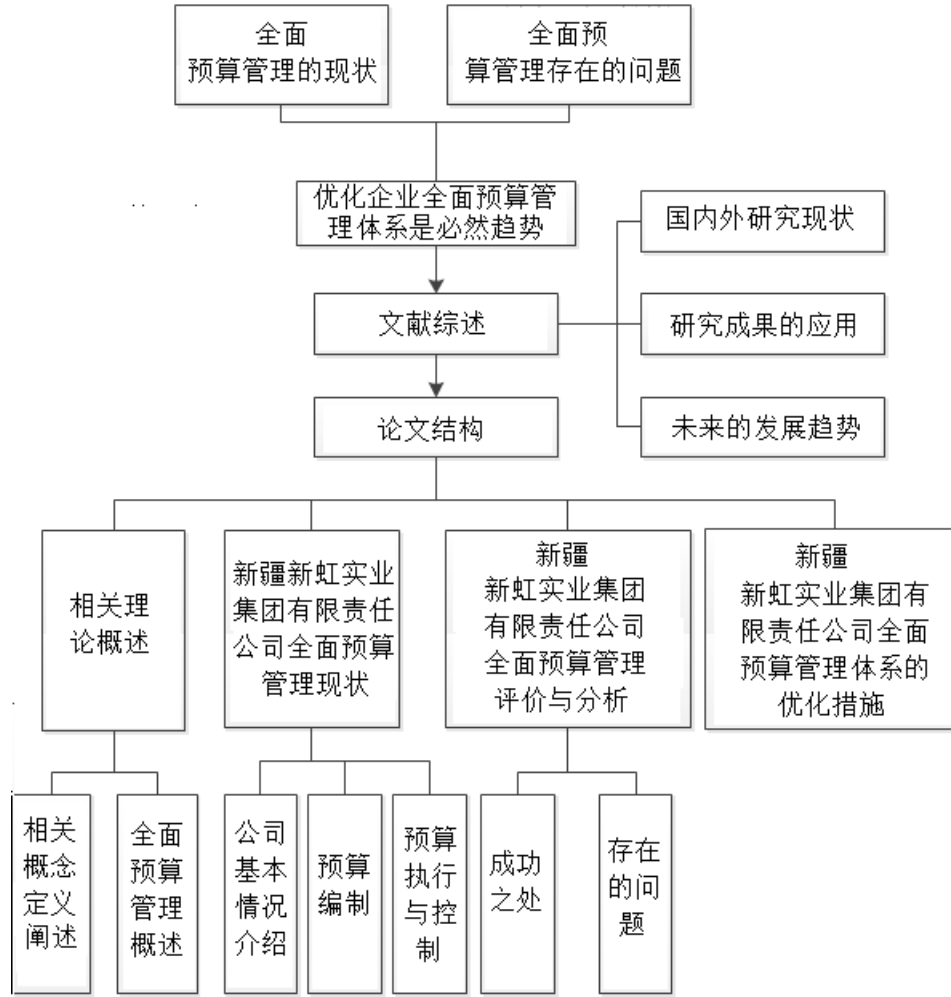 全面
预算管理的现状
全面预
算管理存在的问题
优化企业全面预算管
理体系是必然趋势
国内外研究现状
文献综述
研究成果的应用
论文结构
未来的发展趋势
相关理
论概述
新疆新虹实业
集团有限责任
公司全面预算
管理现状
新疆
新虹实业集团
有限责任公司
全面预算管理
评价与分析
新疆
新虹实业集团有
限责任公司全面
预算管理体系的
优化措施
相关
概念
定义
阐述
全面
预算
管理
概述
公司
基本
情况
介绍
预算
编制
预算
执行
与控
制
成功
之处
存在
的问
题